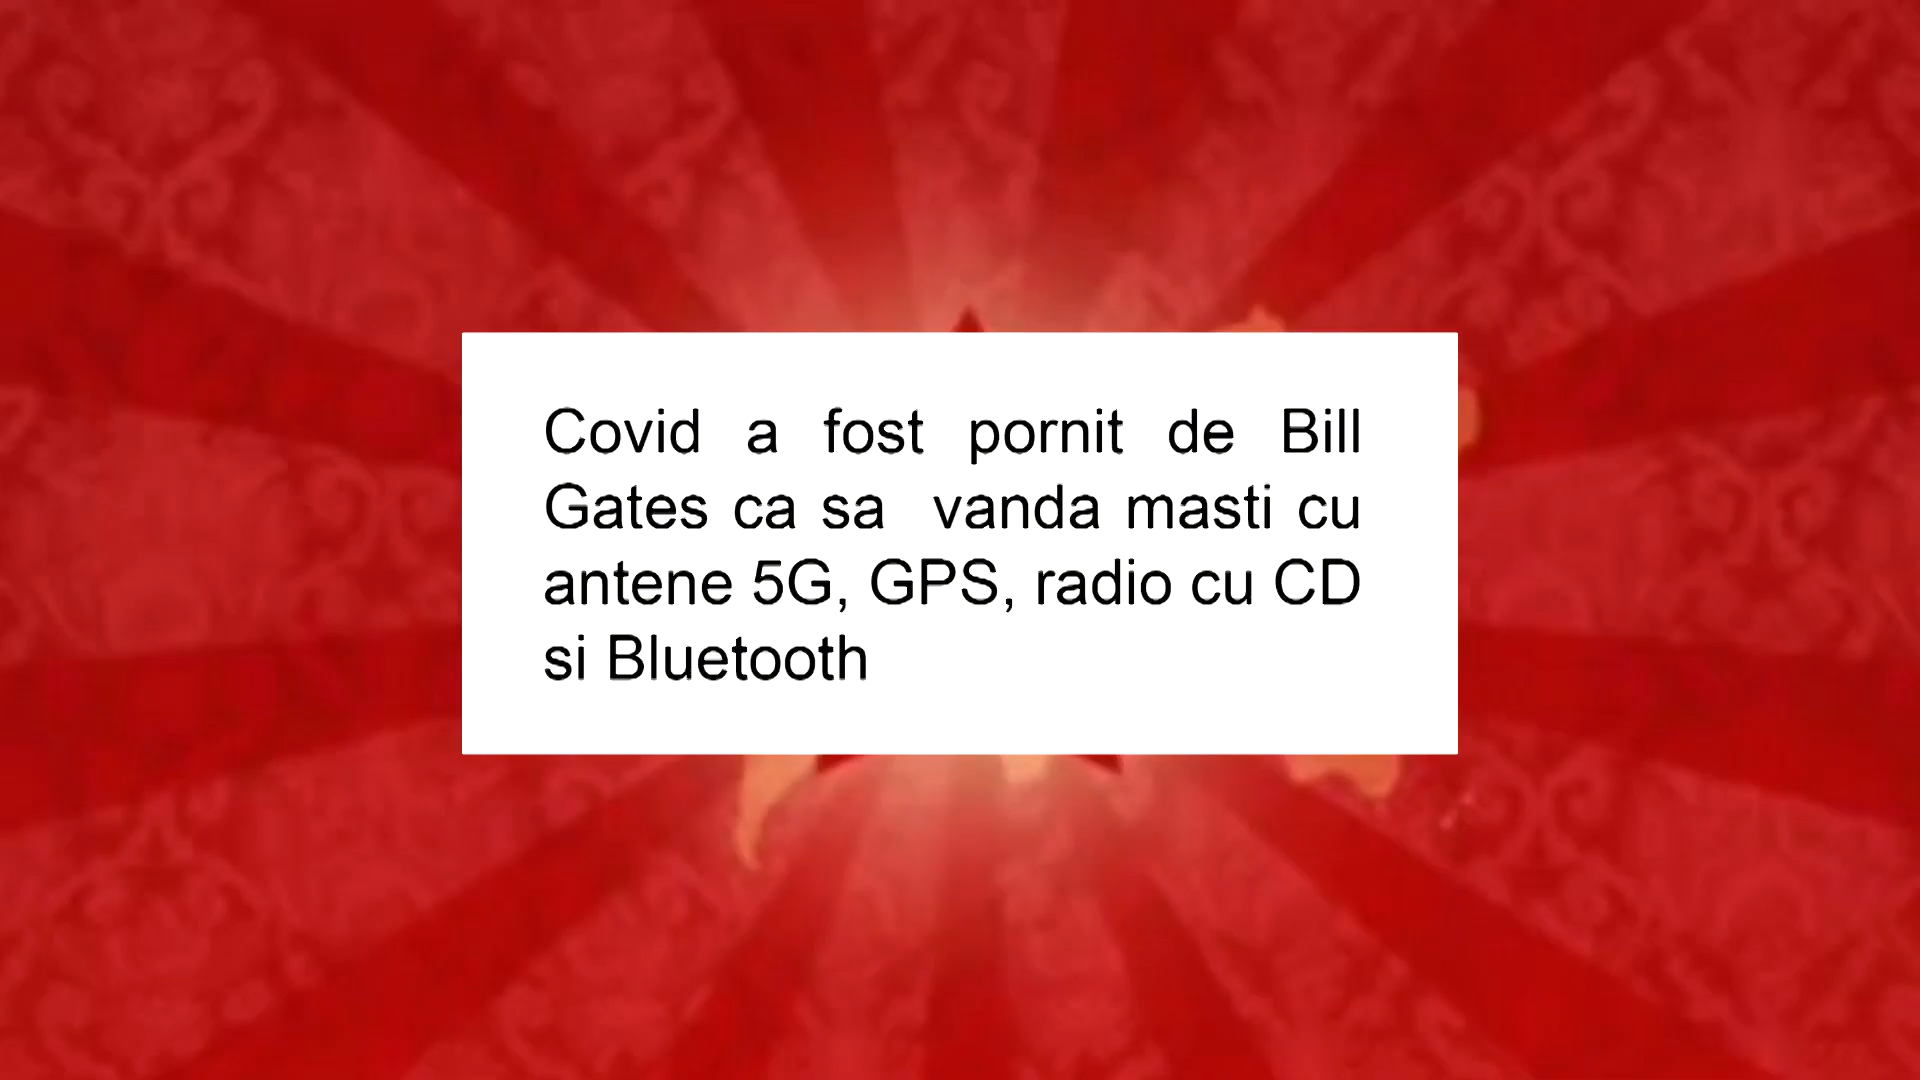 Covid a fost pornit de Bill
Gates ca sa vanda masti cu
antene 5G, GPS, radio cu CD
si Bluetooth